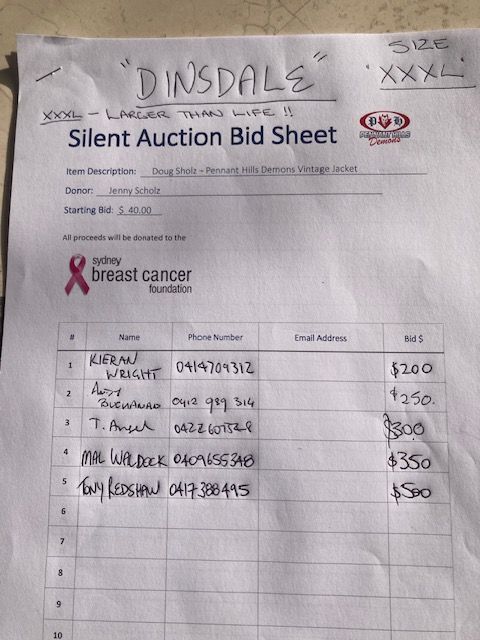 SIZE
"DINSDALE"
'XXXL'
XXXL - LARGER THAN LIFE !!
Silent Auction Bid Sheet
PH
PENNANT HILLS
Demons
Item Description: Doug Sholz – Pennant Hills Demons Vintage Jacket
Donor: Jenny Scholz
Starting Bid: $ 40.00
All proceeds will be donated to the
sydney
breast cancer
foundation
# Name Phone Number Email Address Bid $
1 KIERAN WRIGHT 0414709312 $200
2 BUCHANAN 0412 989 314 $250.
3 T. Angel $300
4 MAL WALDOCK 0409655348 $350
5 TONY REDSHAW 0417388495 $500
6
7
8
9
10